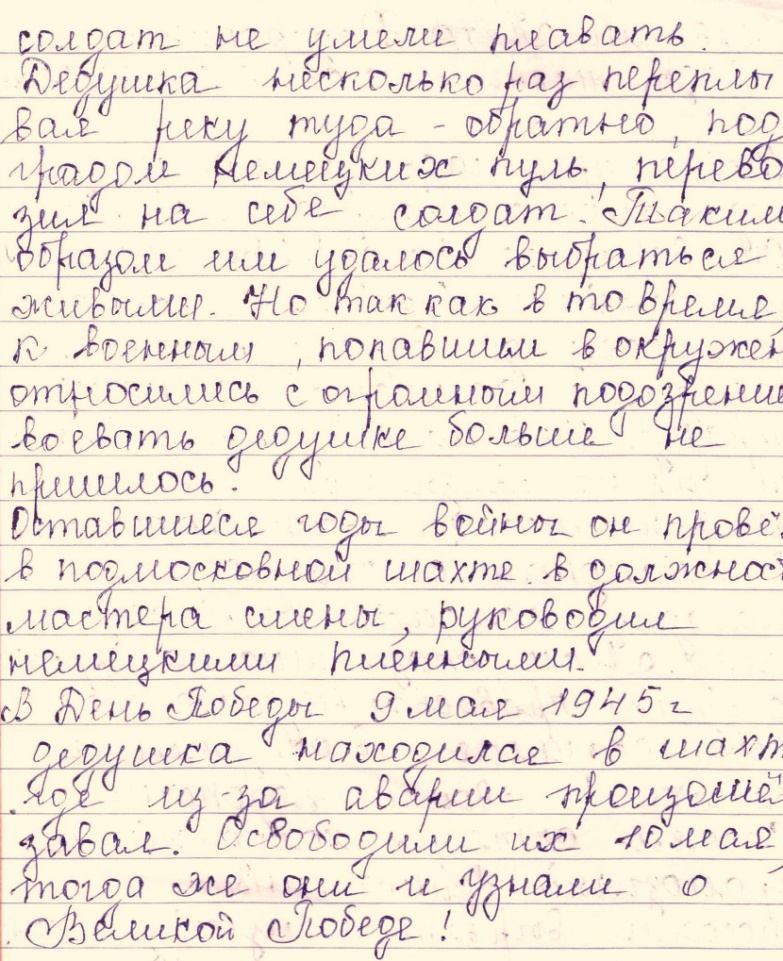 солдат не умели плавать.
Дедушка несколько раз переплы
вал реку туда - обратно, под
градом немецких пуль, перево
зил на себе солдат. Таким
образом им удалось выбраться
живыми. Но так как в то время
к военным, попавшим в окружен
относились с огромным подозрение
воевать дедушке больше не
пришлось.
Оставшиеся годы войны он провё
в подмосковной шахте в должност
мастера смены, руководил
немецкими пленными.
В День Победы 9 мая 1945 г
дедушка находился в шахт
где из-за аварии произошё
завал. Освободили их 10 мая
тогда же они и узнали о
Великой Победе!